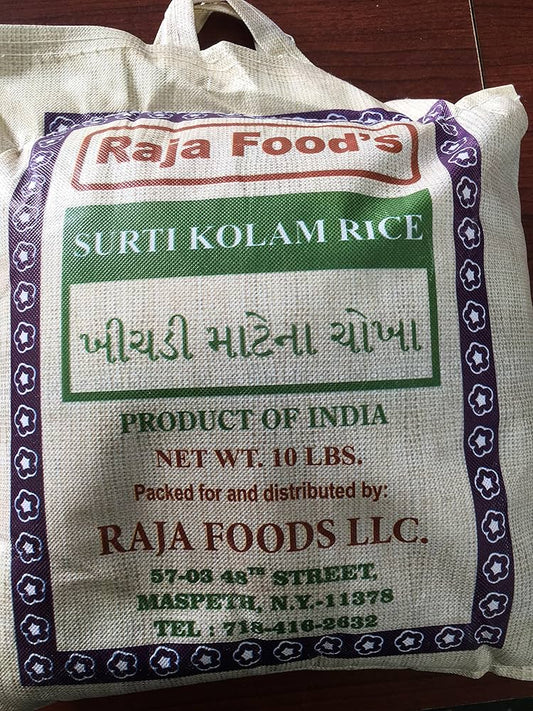 Raja Food's
SURTI KOLAM RICE
ખીચડી માટેના ચોખા
PRODUCT OF INDIA
NET WT. 10 LBS.
Packed for and distributed by:
RAJA FOODS LLC.
57-03 48TH STREET,
MASPETH, N.Y.-11378
TEL : 718-416-2632